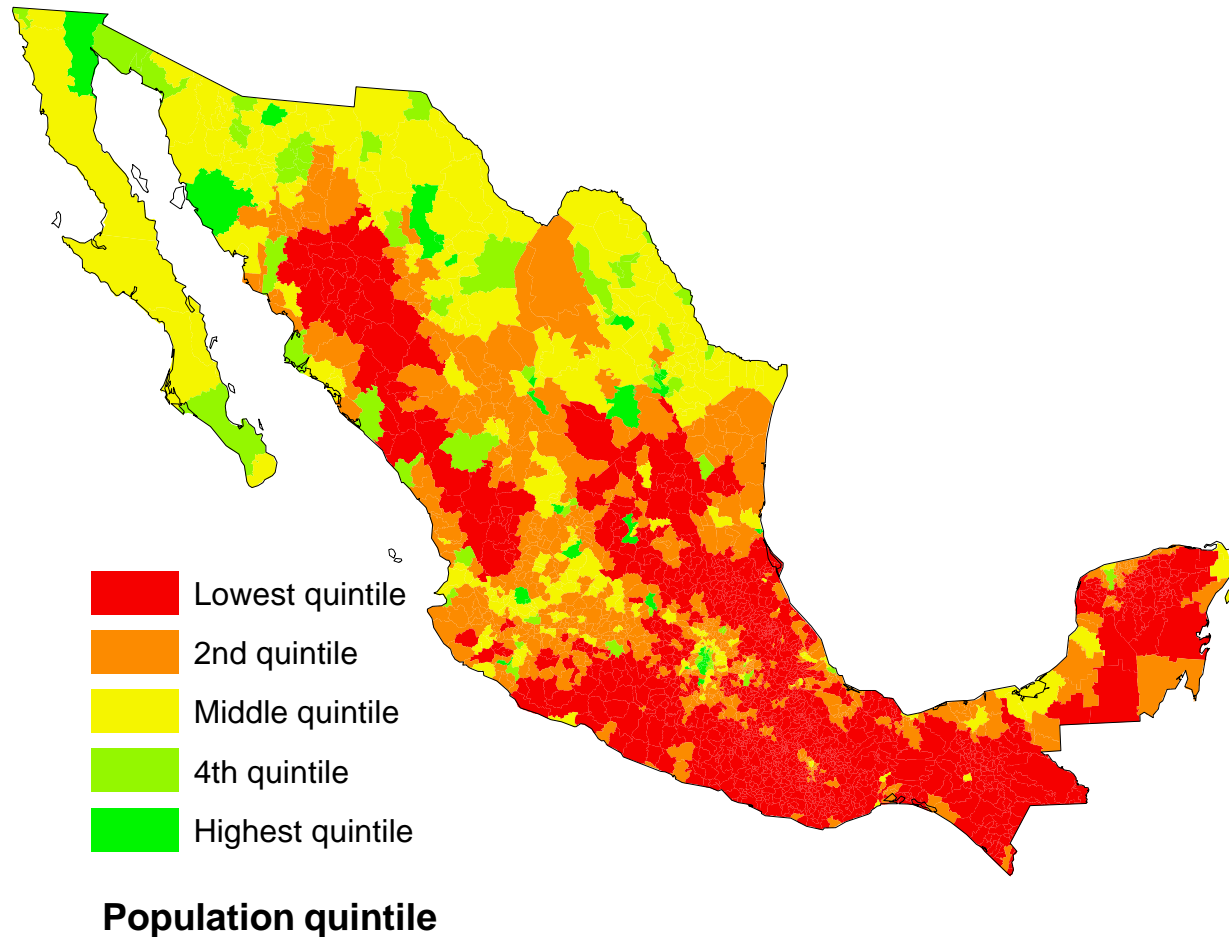 Lowest quintile
2nd quintile
Middle quintile
4th quintile
Highest quintile
Population quintile